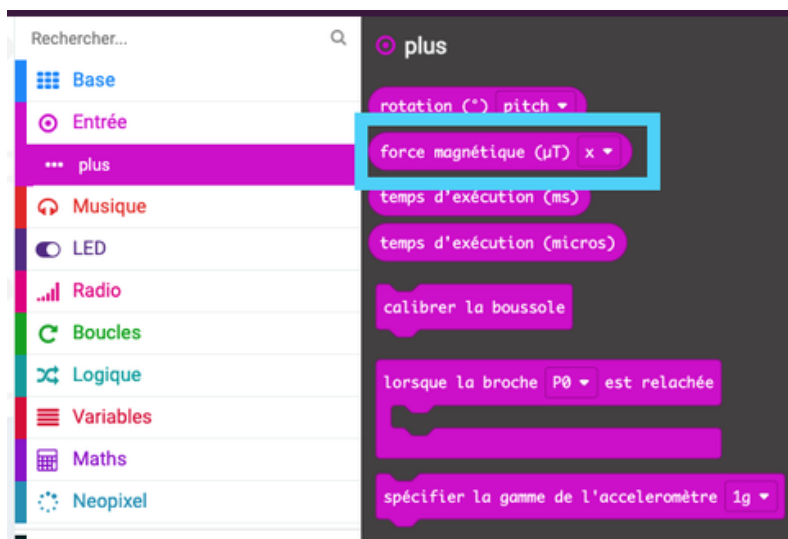 Rechercher...
Base
Entrée
plus
Musique
LED
Radio
Boucles
Logique
Variables
Maths
Neopixel
plus
rotation (°) pitch
force magnétique (µT) x
temps d'exécution (ms)
temps d'exécution (micros)
calibrer la boussole
lorsque la broche P0 est relachée
spécifier la gamme de l'acceleromètre 1g